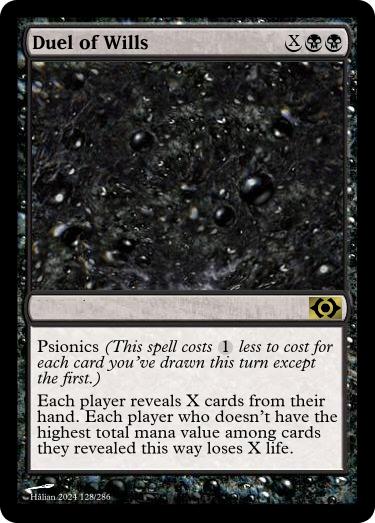 Duel of Wills X
Psionics (This spell costs 1 less to cost for
each card you've drawn this turn except
the first.)
Each player reveals X cards from their
hand. Each player who doesn't have the
highest total mana value among cards
they revealed this way loses X life.
Hálian 2024 128/286